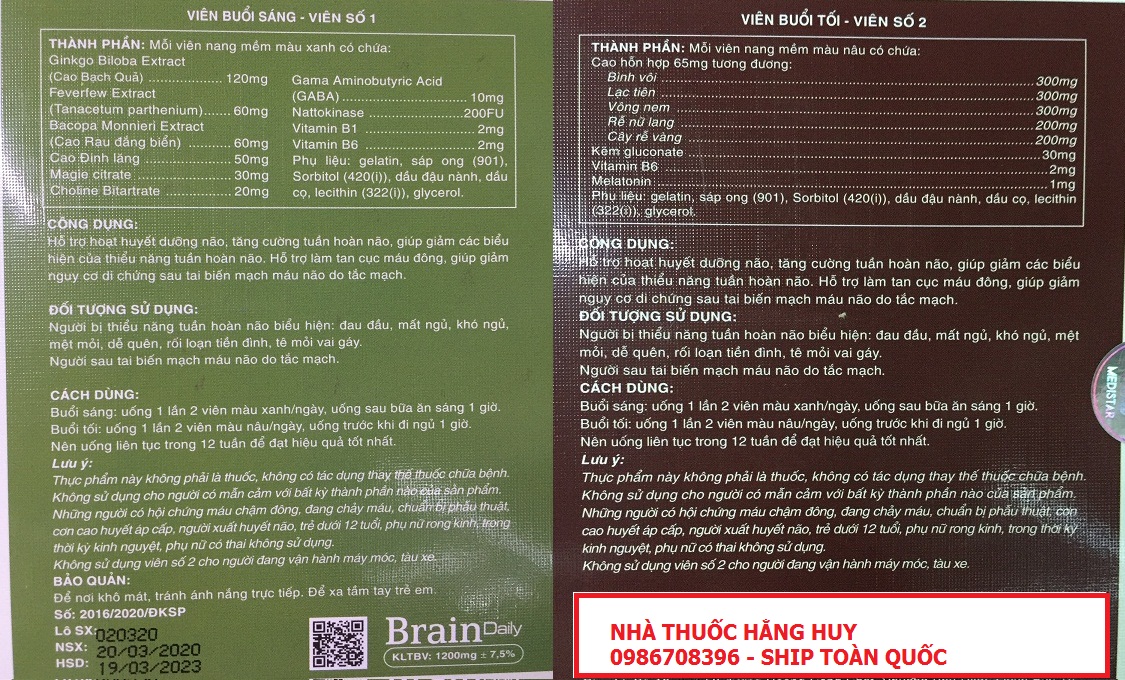 VIÊN BUỔI SÁNG - VIÊN SỐ 1
THÀNH PHẦN: Mỗi viên nang mềm màu xanh có chứa:
Ginkgo Biloba Extract
(Cao Bạch Quả) .................. 120mg
Feverfew Extract
(Tanacetum parthenium)....... 60mg
Bacopa Monnieri Extract
(Cao Rau đắng biển) ........... 60mg
Cao Đinh lăng ..................... 50mg
Magie citrate ....................... 30mg
Choline Bitartrate ................ 20mg
Gama Aminobutyric Acid
(GABA) ........................... 10mg
Nattokinase .....................200FU
Vitamin B1 ......................... 2mg
Vitamin B6 ......................... 2mg
Phụ liệu: gelatin, sáp ong (901),
Sorbitol (420(i)), dầu đậu nành, dầu
cọ, lecithin (322(i)), glycerol.
CÔNG DỤNG:
Hỗ trợ hoạt huyết dưỡng não, tăng cường tuần hoàn não, giúp giảm các biểu
hiện của thiểu năng tuần hoàn não. Hỗ trợ làm tan cục máu đông, giúp giảm
nguy cơ di chứng sau tai biến mạch máu não do tắc mạch.
ĐỐI TƯỢNG SỬ DỤNG:
Người bị thiểu năng tuần hoàn não biểu hiện: đau đầu, mất ngủ, khó ngủ,
mệt mỏi, dễ quên, rối loạn tiền đình, tê mỏi vai gáy.
Người sau tai biến mạch máu não do tắc mạch.
CÁCH DÙNG:
Buổi sáng: uống 1 lần 2 viên màu xanh/ngày, uống sau bữa ăn sáng 1 giờ.
Buổi tối: uống 1 lần 2 viên màu nâu/ngày, uống trước khi đi ngủ 1 giờ.
Nên uống liên tục trong 12 tuần để đạt hiệu quả tốt nhất.
Lưu ý:
Thực phẩm này không phải là thuốc, không có tác dụng thay thế thuốc chữa bệnh.
Không sử dụng cho người có mẫn cảm với bất kỳ thành phần nào của sản phẩm.
Những người có hội chứng máu chậm đông, đang chảy máu, chuẩn bị phẫu thuật,
cơn cao huyết áp cấp, người xuất huyết não, trẻ dưới 12 tuổi, phụ nữ rong kinh, trong
thời kỳ kinh nguyệt, phụ nữ có thai không sử dụng.
Không sử dụng viên số 2 cho người đang vận hành máy móc, tàu xe.
BẢO QUẢN:
Để nơi khô mát, tránh ánh nắng trực tiếp. Để xa tầm tay trẻ em.
Số: 2016/2020/ĐKSP
Lô SX: 020320
NSX: 20/03/2020
HSD: 19/03/2023
Brain Daily
KLTBV: 1200mg ± 7,5%
VIÊN BUỔI TỐI - VIÊN SỐ 2
THÀNH PHẦN: Mỗi viên nang mềm màu nâu có chứa:
Cao hỗn hợp 65mg tương đương:
Bình vôi ........................ 300mg
Lạc tiên ........................ 300mg
Vông nem ........................ 300mg
Rễ nữ lang ........................ 200mg
Cây rễ vàng ........................ 200mg
Kẽm gluconate ........................ 30mg
Vitamin B6 ........................ 2mg
Melatonin ........................ 1mg
Phụ liệu: gelatin, sáp ong (901), Sorbitol (420(i)), dầu đậu nành, dầu cọ, lecithin
(322(i)), glycerol.
CÔNG DỤNG:
Hỗ trợ hoạt huyết dưỡng não, tăng cường tuần hoàn não, giúp giảm các biểu
hiện của thiểu năng tuần hoàn não. Hỗ trợ làm tan cục máu đông, giúp giảm
nguy cơ di chứng sau tai biến mạch máu não do tắc mạch.
ĐỐI TƯỢNG SỬ DỤNG:
Người bị thiểu năng tuần hoàn não biểu hiện: đau đầu, mất ngủ, khó ngủ, mệt
mỏi, dễ quên, rối loạn tiền đình, tê mỏi vai gáy.
Người sau tai biến mạch máu não do tắc mạch.
CÁCH DÙNG:
Buổi sáng: uống 1 lần 2 viên màu xanh/ngày, uống sau bữa ăn sáng 1 giờ.
Buổi tối: uống 1 lần 2 viên màu nâu/ngày, uống trước khi đi ngủ 1 giờ.
Nên uống liên tục trong 12 tuần để đạt hiệu quả tốt nhất.
Lưu ý:
Thực phẩm này không phải là thuốc, không có tác dụng thay thế thuốc chữa bệnh.
Không sử dụng cho người có mẫn cảm với bất kỳ thành phần nào của sản phẩm.
Những người có hội chứng máu chậm đông, đang chảy máu, chuẩn bị phẫu thuật, cơn
cao huyết áp cấp, người xuất huyết não, trẻ dưới 12 tuổi, phụ nữ rong kinh, trong thời kỳ
kinh nguyệt, phụ nữ có thai không sử dụng.
Không sử dụng viên số 2 cho người đang vận hành máy móc, tàu xe.
MEDISTAR
NHÀ THUỐC HẰNG HUY
0986708396 - SHIP TOÀN QUỐC